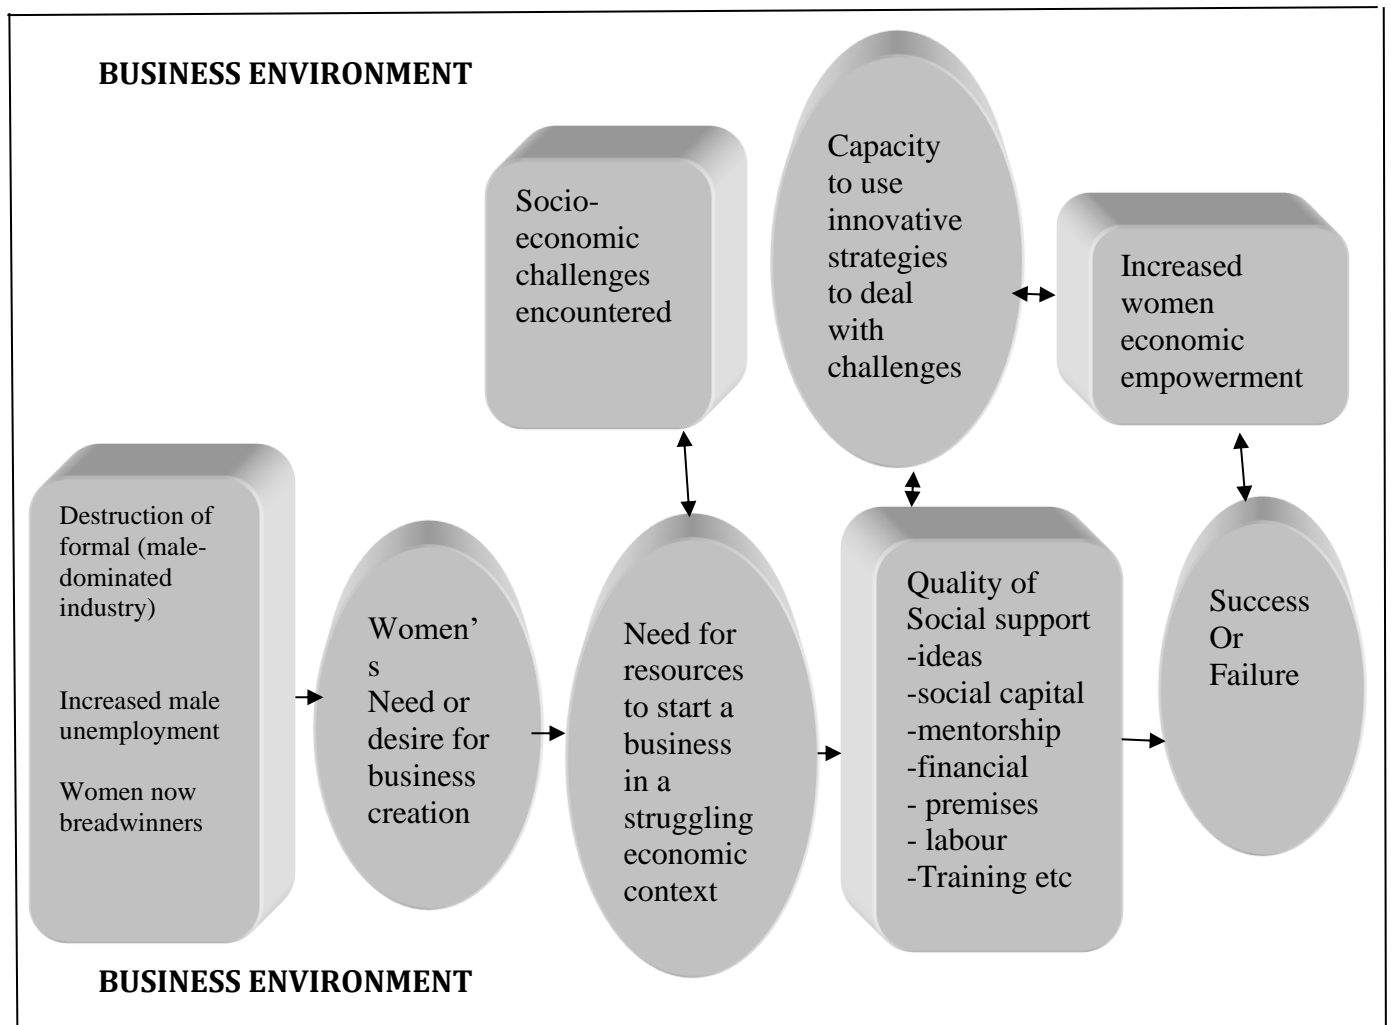 BUSINESS ENVIRONMENT
Socio-
economic
challenges
encountered
Capacity
to use
innovative
strategies
to deal
with
challenges
Increased
women
economic
empowerment
Destruction of
formal (male-
dominated
industry)
Increased male
unemployment
Women now
breadwinners
Women’
s
Need or
desire for
business
creation
Need for
resources
to start a
business
in a
struggling
economic
context
Quality of
Social support
-ideas
-social capital
-mentorship
-financial
- premises
- labour
-Training etc
Success
Or
Failure
BUSINESS ENVIRONMENT